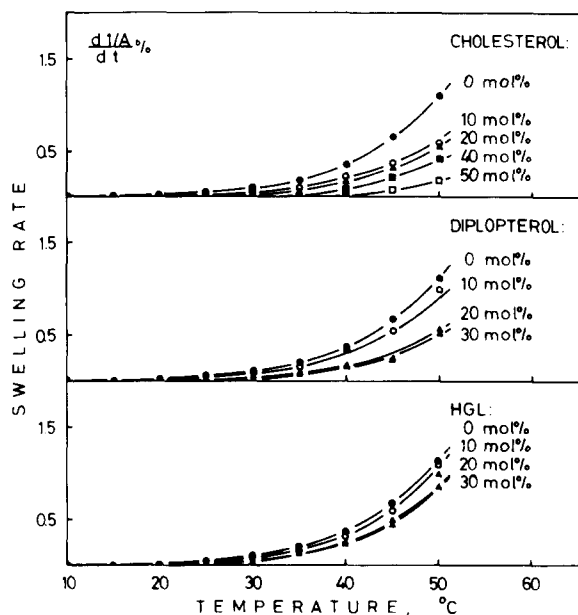 d 1/A %
d t
CHOLESTEROL:
1.5
0 mol%
10 mol%
20 mol%
0.5
40 mol%
50 mol%
DIPLOPTEROL:
1.5
0 mol%
10 mol%
20 mol%
0.5
30 mol%
HGL:
1.5
0 mol%
10 mol%
20 mol%
30 mol%
0.5
10 20 30 40 50 60
SWELLING RATE
TEMPERATURE, °C